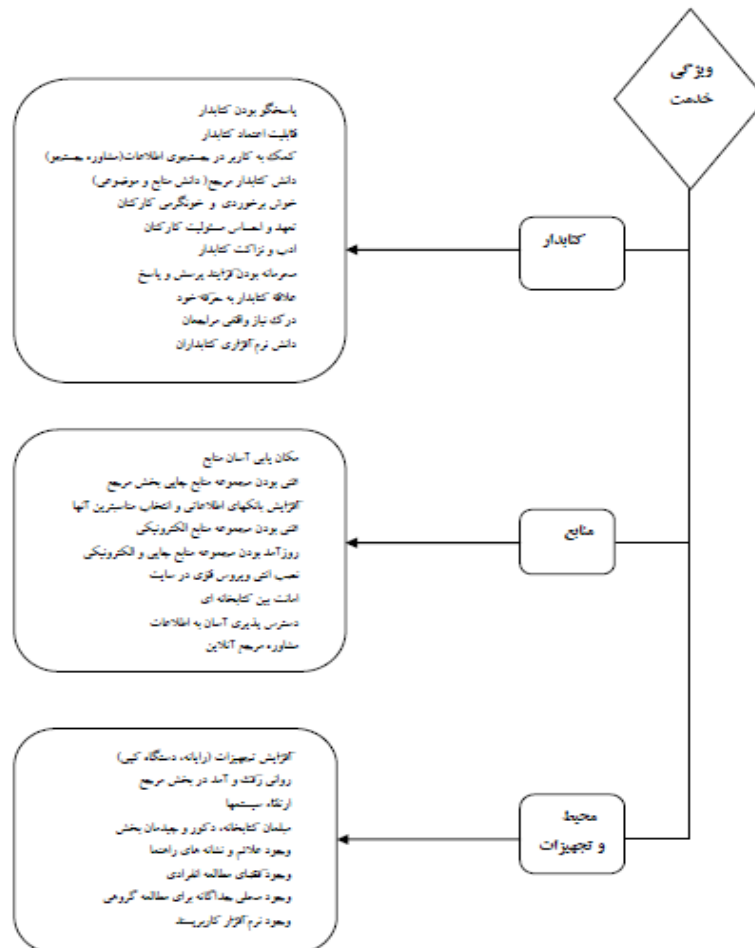 ویژگی
خدمت
کتابدار
پاسخگو بودن کتابدار
قابلیت اعتماد کتابدار
کمک به کاربر در جستجوی اطلاعات(مشاوره جستجو)
دانش کتابدار مرجع( دانش منابع و موضوعی)
خوش برخوردی و خونگرمی کارکنان
تعهد و احساس مسئولیت کارکنان
ادب و نزاکت کتابدار
محرمانه بودن فرایند پرسش و پاسخ
علاقه کتابدار به حرفه خود
درک نیاز واقعی مراجعان
دانش نرم افزاری کتابداران
منابع
مکان یابی آسان منابع
غنی بودن مجموعه منابع چاپی بخش مرجع
افزایش بانکهای اطلاعاتی و انتخاب مناسبترین آنها
غنی بودن مجموعه منابع الکترونیکی
روزآمد بودن مجموعه منابع چاپی و الکترونیکی
نصب آنتی ویروس قوی در سایت
امانت بین کتابخانه ای
دسترس پذیری آسان به اطلاعات
مشاوره مرجع آنلاین
محیط
و تجهیزات
افزایش تجهیزات (رایانه، دستگاه کپی)
روانی رفت و آمد در بخش مرجع
ارتقاء سیستمها
مبلمان کتابخانه، دکور و چیدمان بخش
وجود علائم و نشانه های راهنما
وجود فضای مطالعه انفرادی
وجود محلی جداگانه برای مطالعه گروهی
وجود نرم افزار کاربرپسند